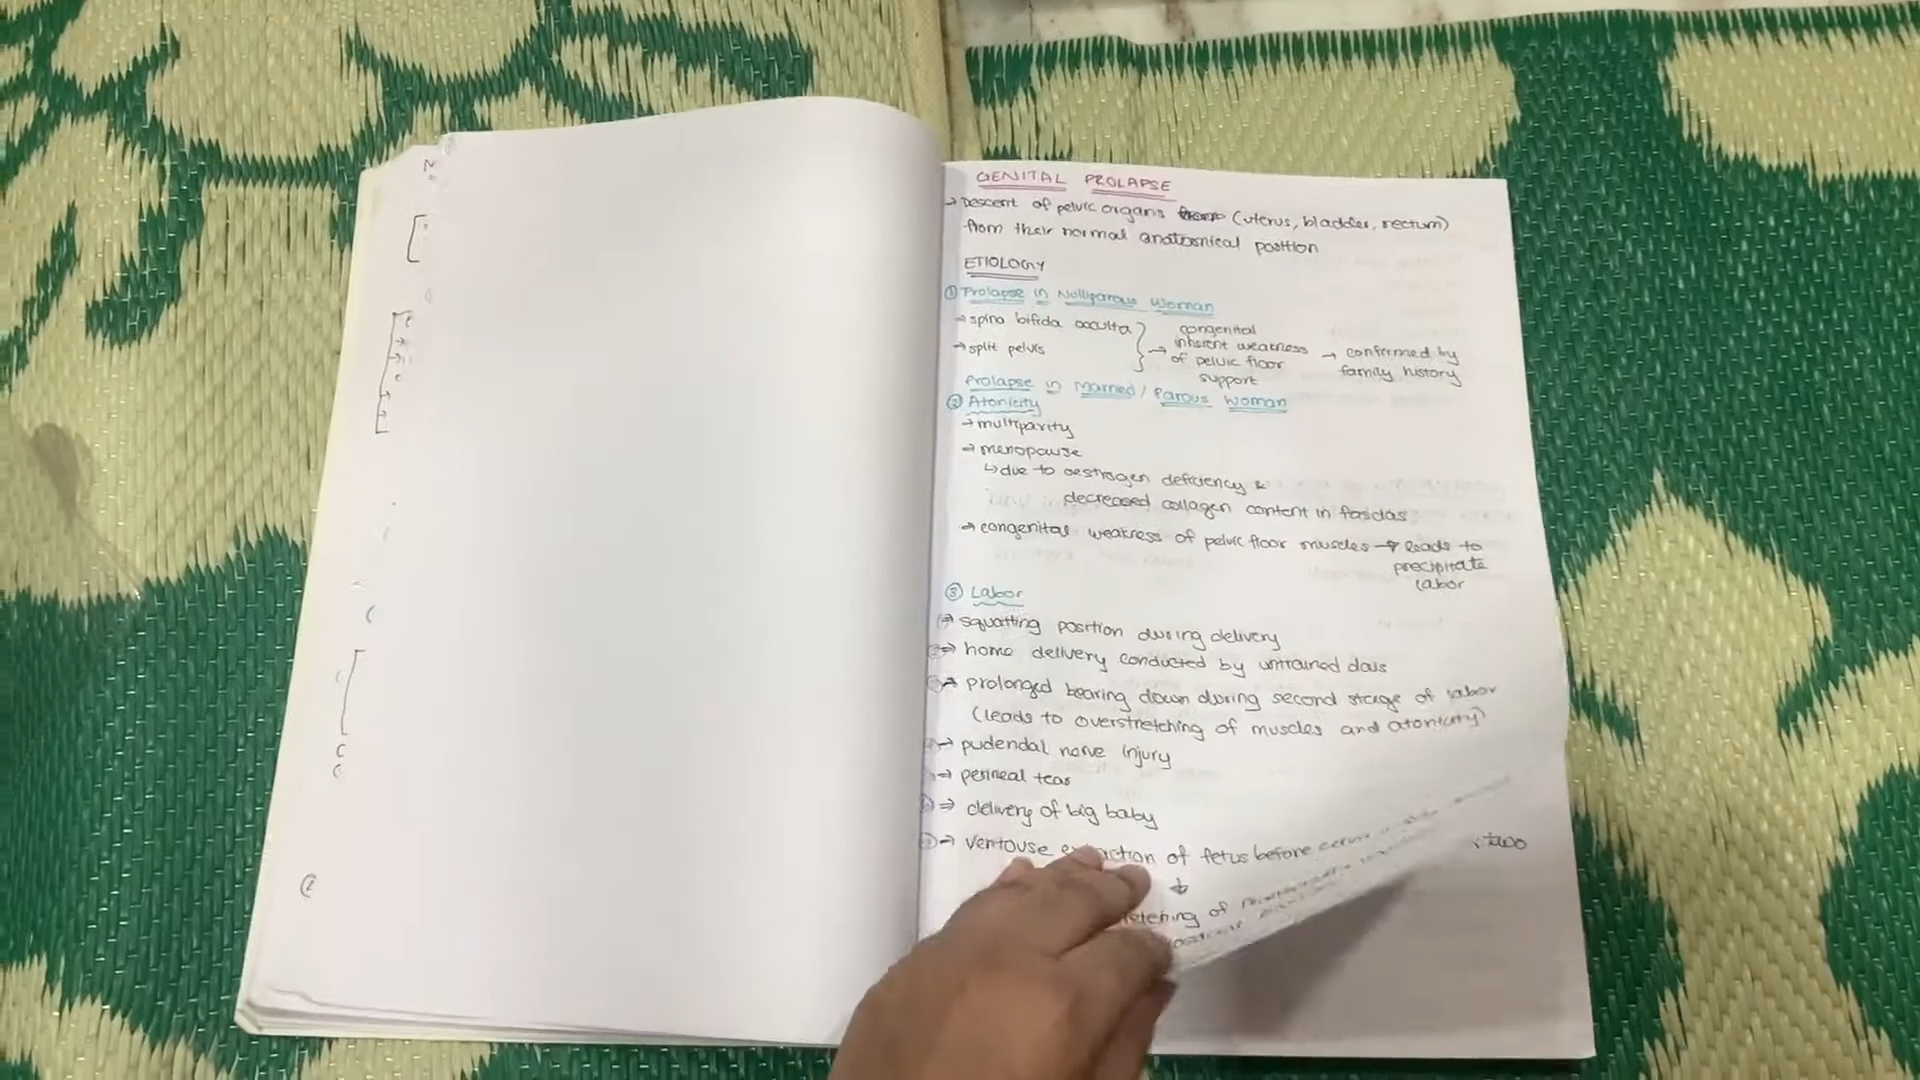 GENITAL PROLAPSE
→ Descent of pelvic organs (uterus, bladder, rectum)
from their normal anatomical position
ETIOLOGY
① Prolapse in Nulliparous Woman
→ spina bifida occulta
→ split pelvis
} → congenital
inherent weakness
of pelvic floor
support
→ confirmed by
family history
Prolapse in Married / Parous Woman
② Atonicity
→ multiparity
→ menopause
↳ due to oestrogen deficiency &
decreased collagen content in fascias
→ congenital weakness of pelvic floor muscles → leads to
precipitate
labor
③ Labor
→ squatting position during delivery
→ home delivery conducted by untrained dais
→ prolonged bearing down during second stage of labor
(leads to overstretching of muscles and atonicity)
→ pudendal nerve injury
→ perineal tear
→ delivery of big baby
→ ventouse of fetus before
↓
of